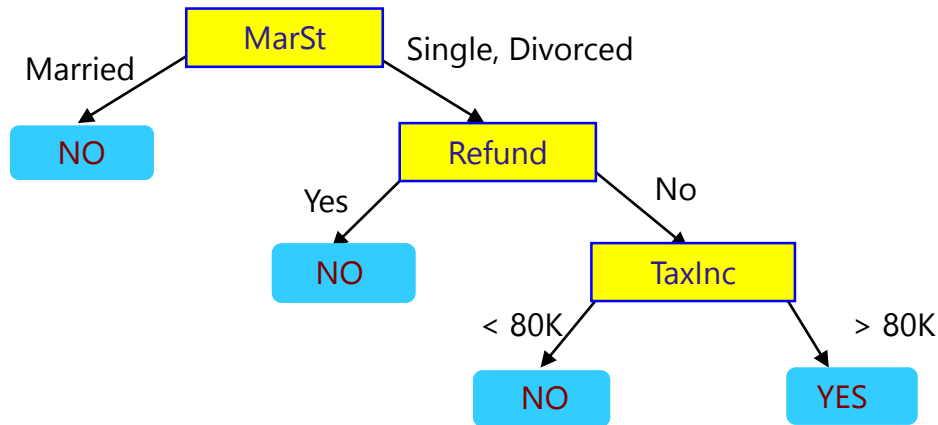 MarSt
Married
Single, Divorced
NO
Refund
Yes
No
NO
TaxInc
< 80K
> 80K
NO
YES